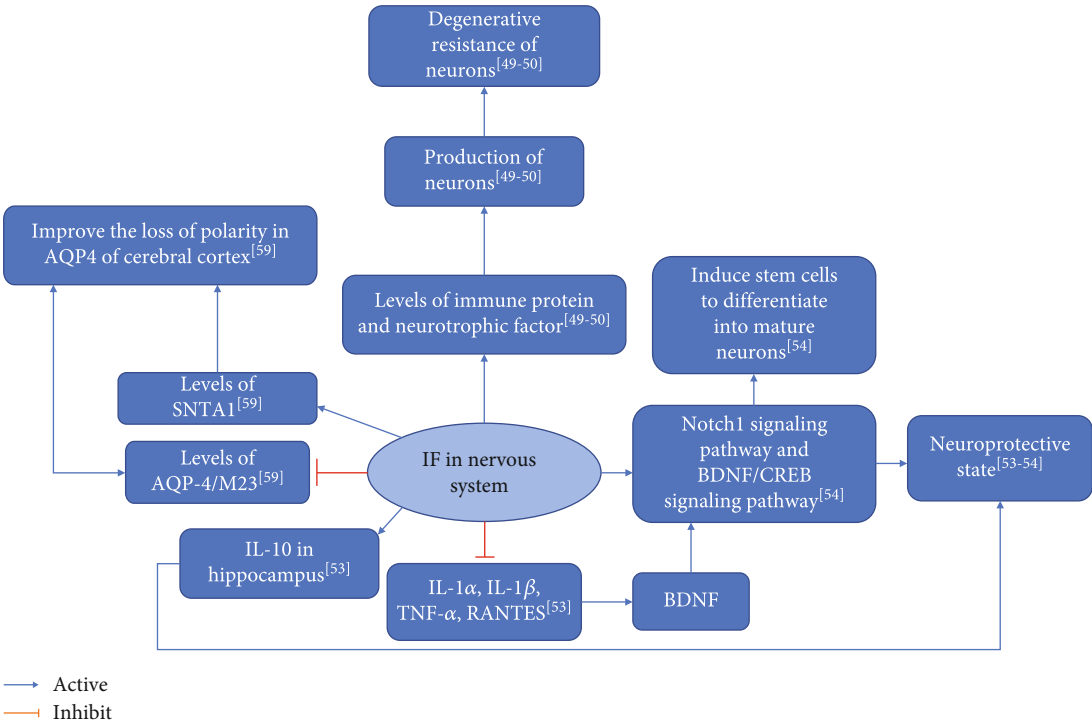 Degenerative
resistance of
neurons[49-50]
Production of
neurons[49-50]
Improve the loss of polarity in
AQP4 of cerebral cortex[59]
Levels of immune protein
and neurotrophic factor[49-50]
Induce stem cells
to differentiate
into mature
neurons[54]
Levels of
SNTA1[59]
Levels of
AQP-4/M23[59]
IF in nervous
system
Notch1 signaling
pathway and
BDNF/CREB
signaling pathway[54]
Neuroprotective
state[53-54]
IL-10 in
hippocampus[53]
IL-1α, IL-1β,
TNF-α, RANTES[53]
BDNF
Active
Inhibit